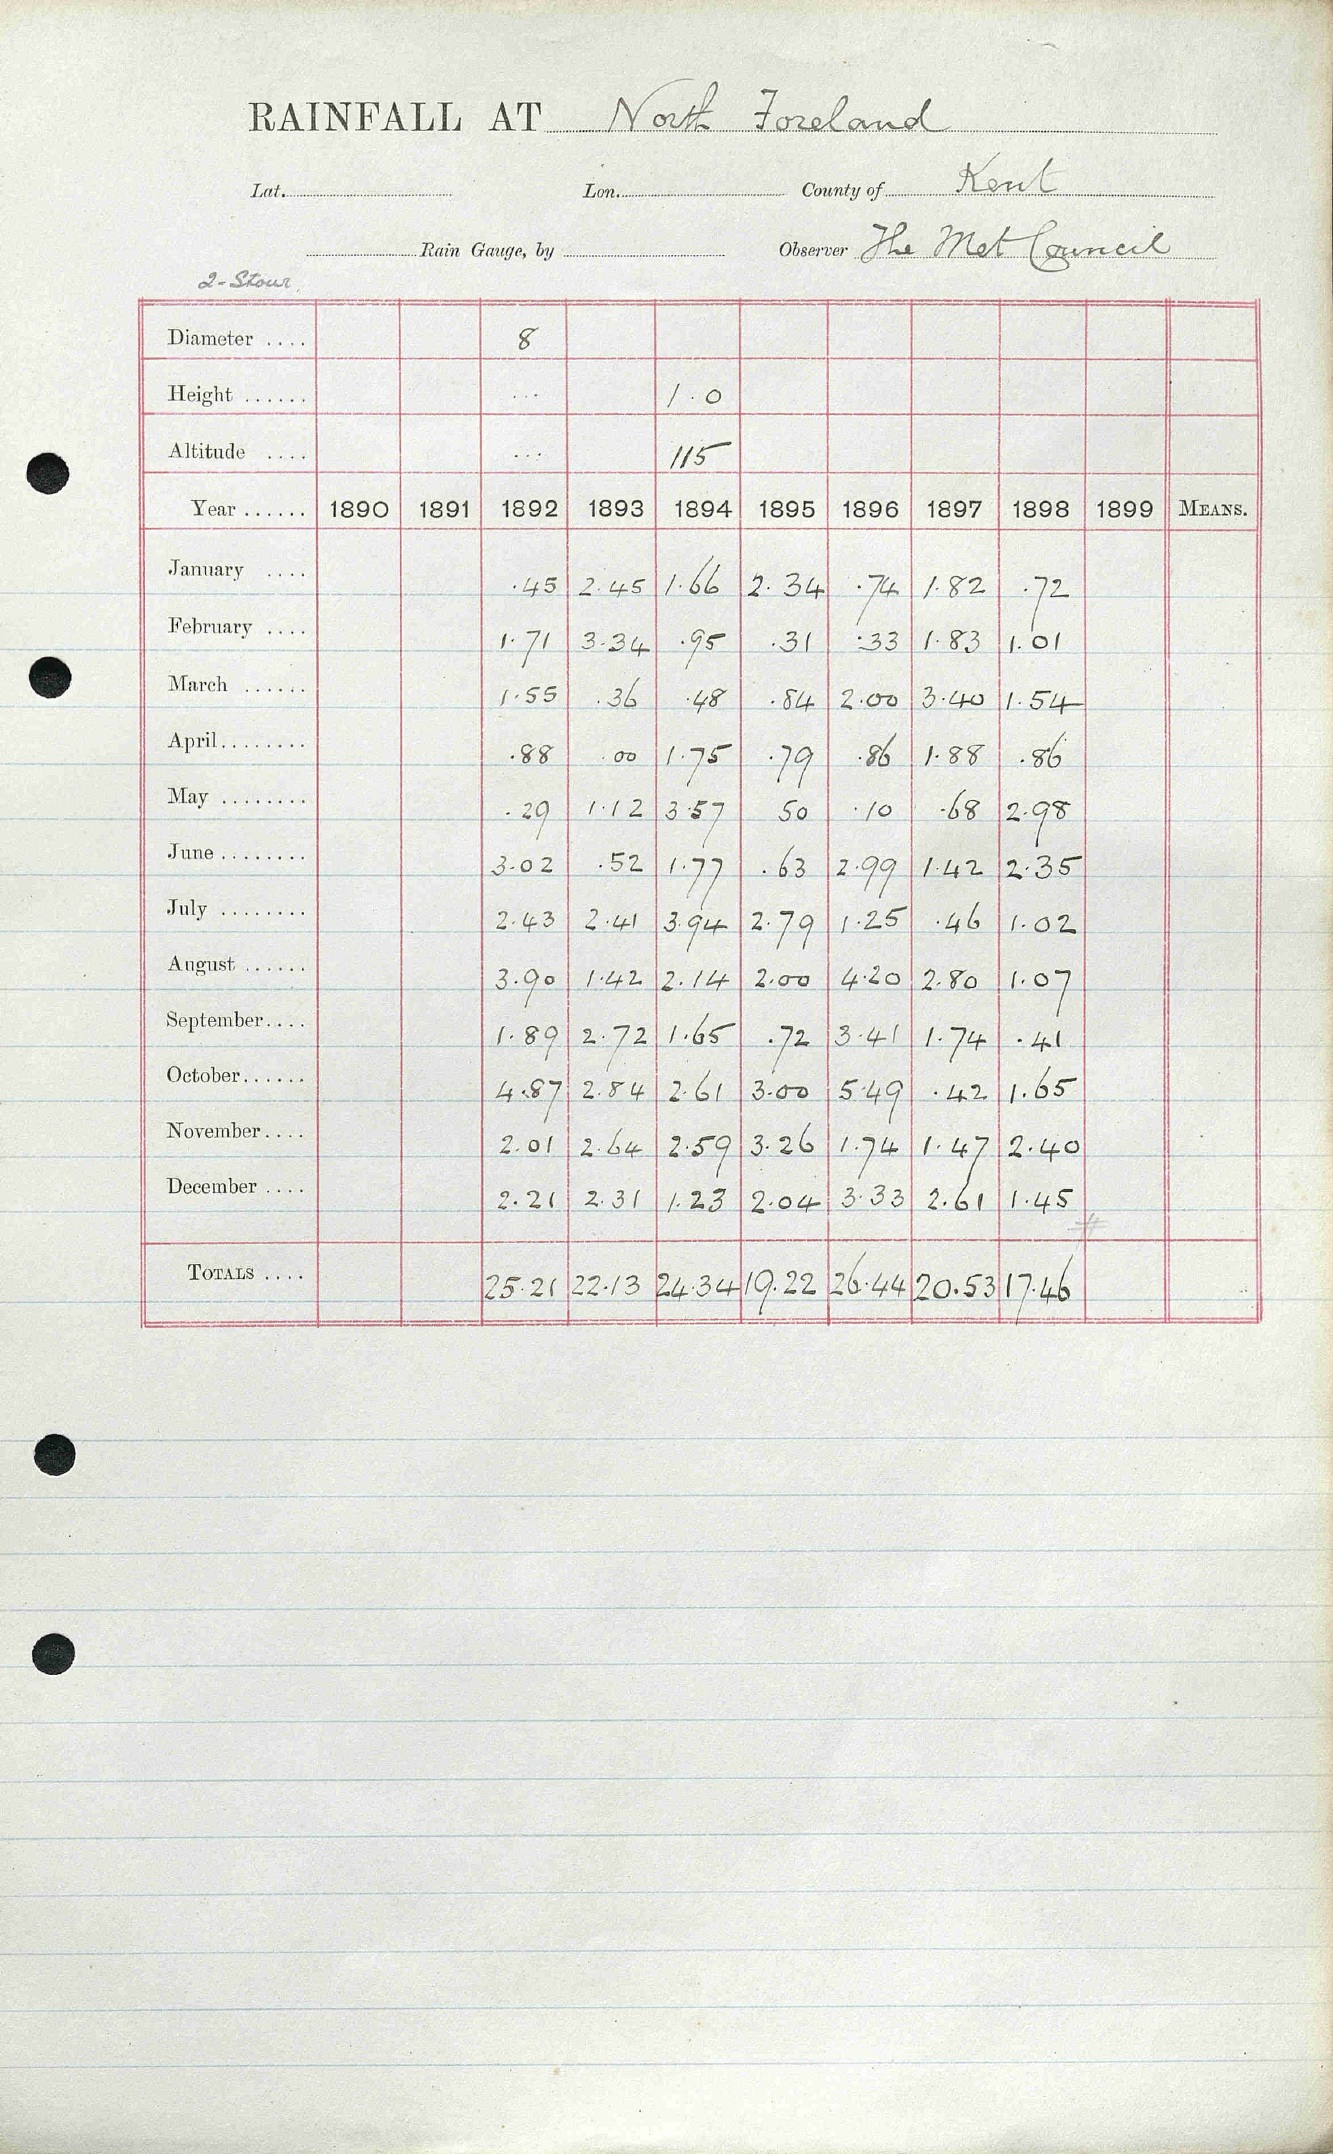 RAINFALL AT North Foreland
Lat. Lon. County of Kent
Rain Gauge, by Observer The Met Council
2-Stour.
Diameter .... 8
Height ...... ... 1.0
Altitude .... ... 115
Year ...... 1890 1891 1892 1893 1894 1895 1896 1897 1898 1899 MEANS.
January .... .45 2.45 1.66 2.34 .74 1.82 .72
February .... 1.71 3.34 .95 .31 .33 1.83 1.01
March ...... 1.55 .36 .48 .84 2.00 3.40 1.54
April........ .88 .00 1.75 .79 .86 1.88 .86
May ........ .29 1.12 3.57 50 .10 .68 2.98
June ........ 3.02 .52 1.77 .63 2.99 1.42 2.35
July ........ 2.43 2.41 3.94 2.79 1.25 .46 1.02
August ...... 3.90 1.42 2.14 2.00 4.20 2.80 1.07
September.... 1.89 2.72 1.65 .72 3.41 1.74 .41
October...... 4.87 2.84 2.61 3.00 5.49 .42 1.65
November.... 2.01 2.64 2.59 3.26 1.74 1.47 2.40
December .... 2.21 2.31 1.23 2.04 3.33 2.61 1.45
#
TOTALS .... 25.21 22.13 24.34 19.22 26.44 20.53 17.46